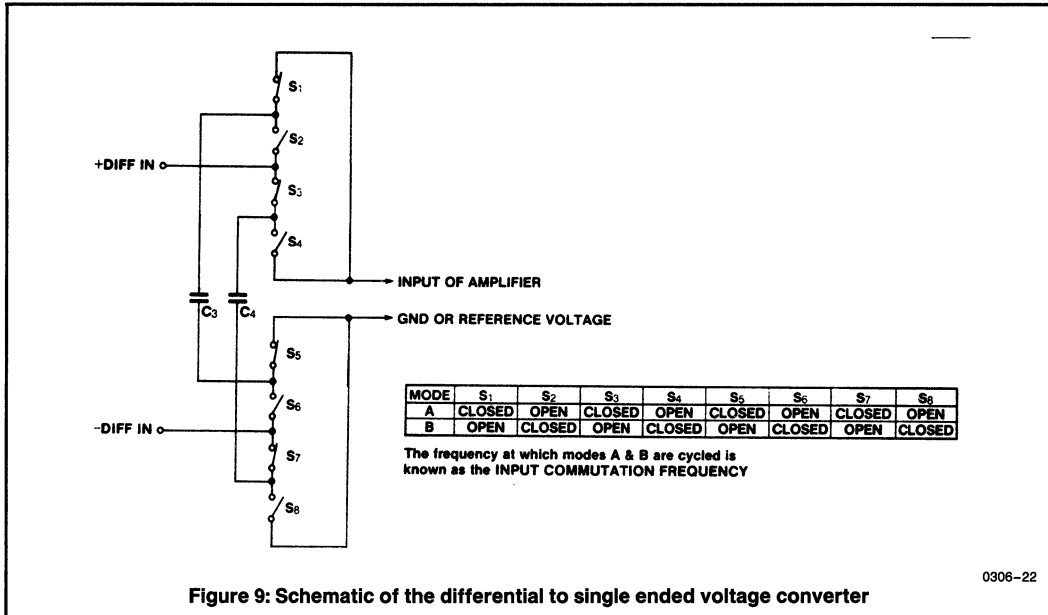 S1
S2
+DIFF IN
S3
S4
INPUT OF AMPLIFIER
C3
C4
GND OR REFERENCE VOLTAGE
S5
S6
-DIFF IN
S7
S8
MODE S1 S2 S3 S4 S5 S6 S7 S8
A CLOSED OPEN CLOSED OPEN CLOSED OPEN CLOSED OPEN
B OPEN CLOSED OPEN CLOSED OPEN CLOSED OPEN CLOSED
The frequency at which modes A & B are cycled is
known as the INPUT COMMUTATION FREQUENCY
0306-22
Figure 9: Schematic of the differential to single ended voltage converter